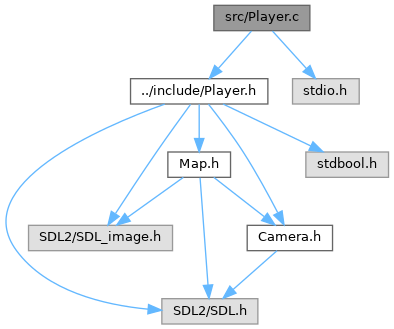 src/Player.c
../include/Player.h
stdio.h
Map.h
stdbool.h
SDL2/SDL_image.h
Camera.h
SDL2/SDL.h